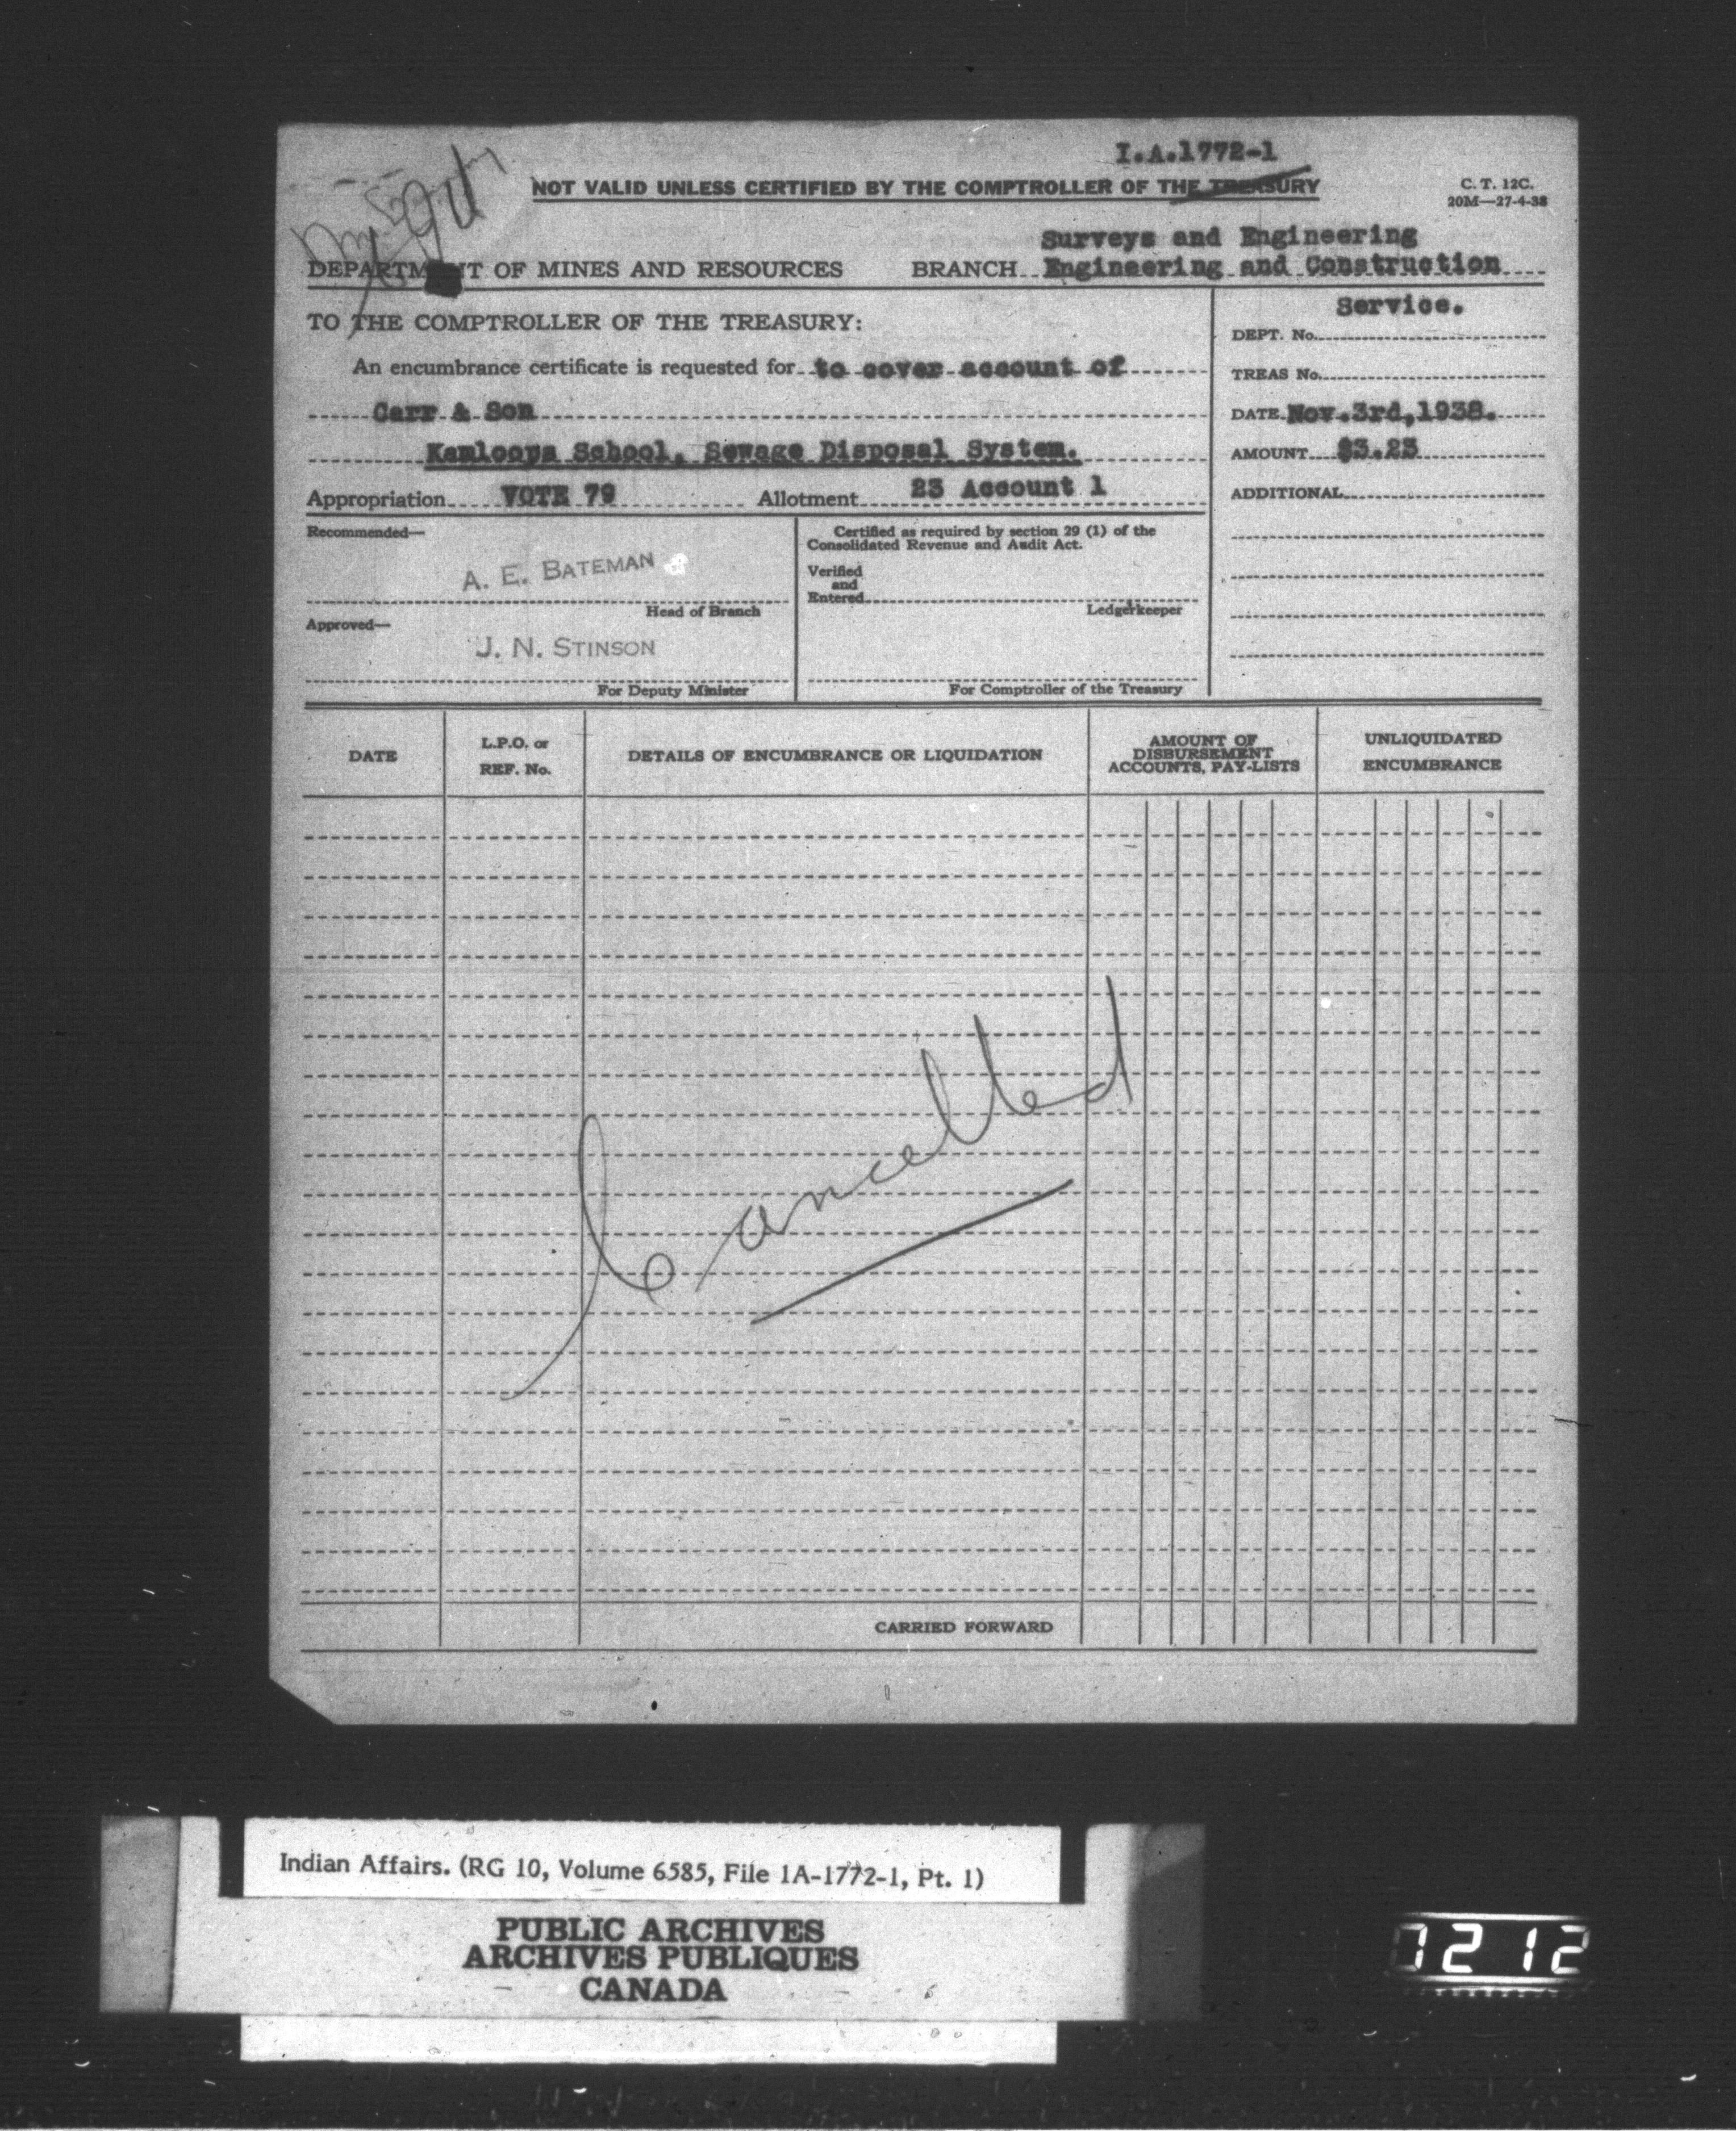 I.A.1772-1
NOT VALID UNLESS CERTIFIED BY THE COMPTROLLER OF THE TREASURY
C. T. 12C.
20M—27-4-38
Surveys and Engineering
DEPARTMENT OF MINES AND RESOURCES BRANCH Engineering and Construction
Service.
TO THE COMPTROLLER OF THE TREASURY:
An encumbrance certificate is requested for to cover account of
Carr & Son
Kamloops School, Sewage Disposal System.
Appropriation VOTE 79 Allotment 23 Account 1
DEPT. No.
TREAS No.
DATE Nov.3rd,1938.
AMOUNT $3.23
ADDITIONAL
Recommended—
A. E. BATEMAN
Head of Branch
Approved—
J. N. STINSON
For Deputy Minister
Certified as required by section 29 (1) of the
Consolidated Revenue and Audit Act.
Verified
and
Entered
Ledgerkeeper
For Comptroller of the Treasury
DATE
L.P.O. or
REF. No.
DETAILS OF ENCUMBRANCE OR LIQUIDATION
AMOUNT OF
DISBURSEMENT
ACCOUNTS, PAY-LISTS
UNLIQUIDATED
ENCUMBRANCE
Cancelled
CARRIED FORWARD
Indian Affairs. (RG 10, Volume 6585, File 1A-1772-1, Pt. 1)
PUBLIC ARCHIVES
ARCHIVES PUBLIQUES
CANADA
7212